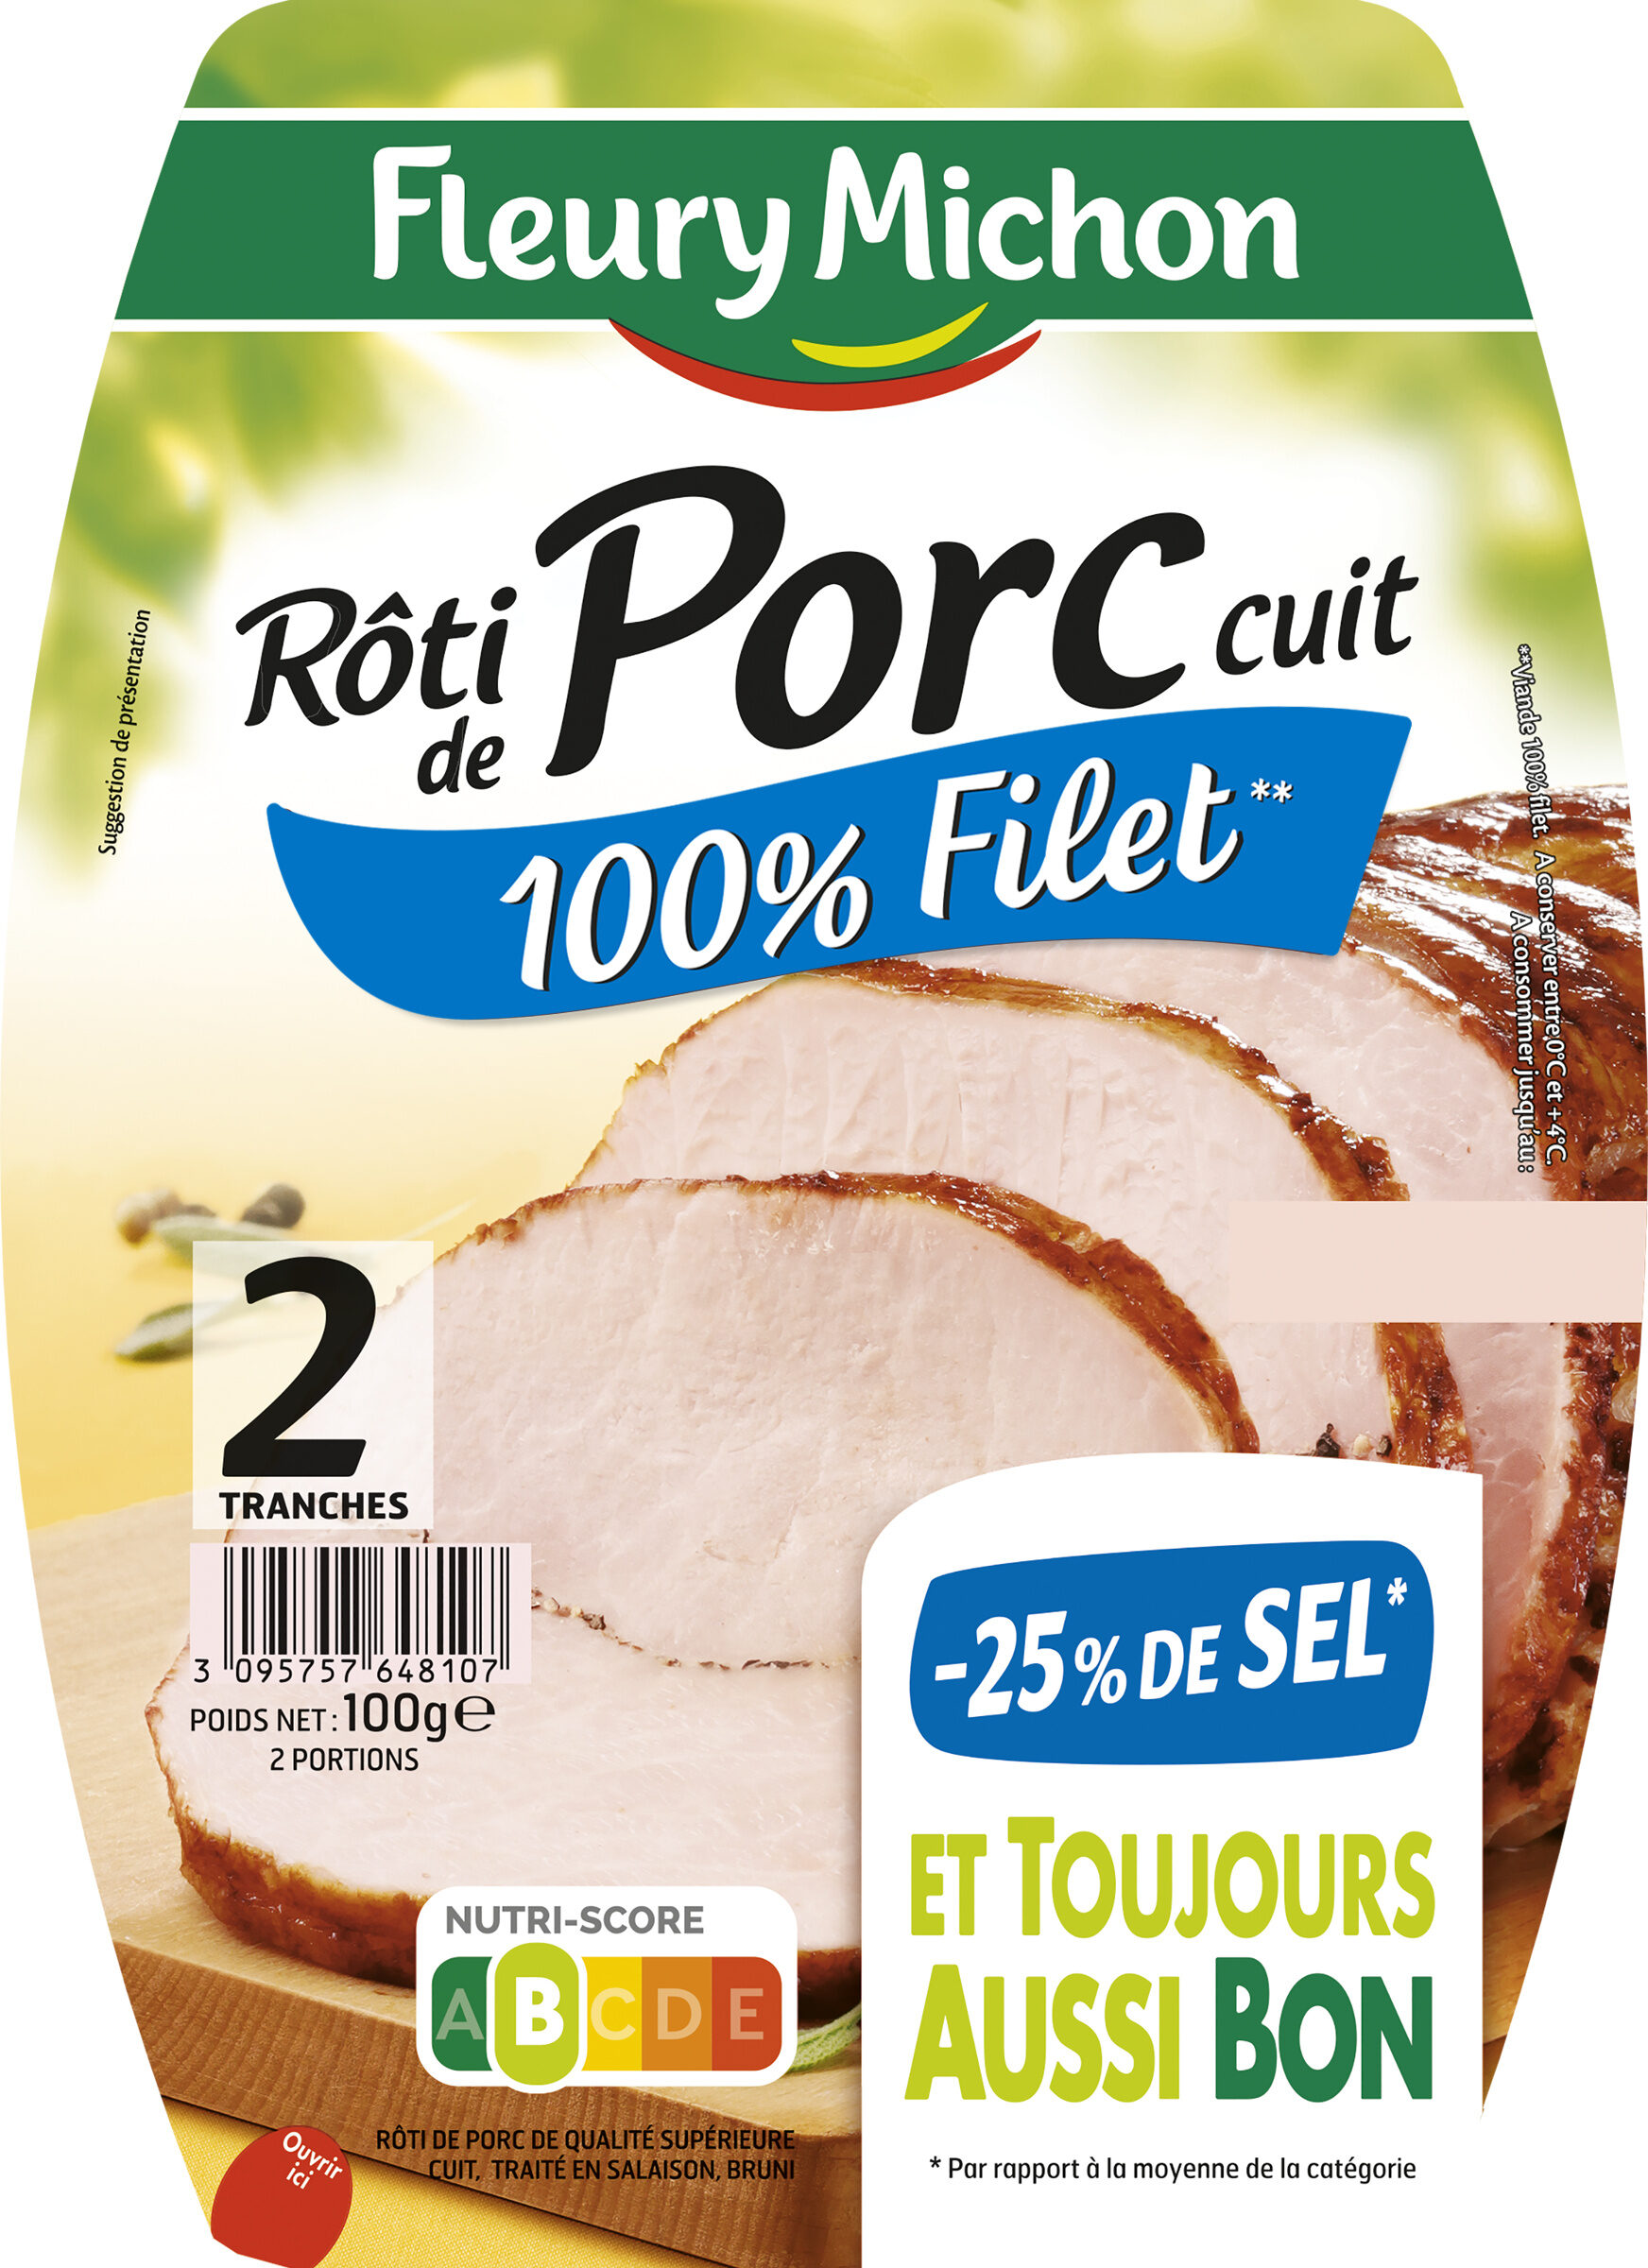 Fleury Michon
Rôti
de
Porc cuit
100% Filet**
Suggestion de présentation
**Viande 100% filet. A conserver entre 0°C et +4°C.
A consommer jusqu'au :
2
TRANCHES
3 095757 648107
POIDS NET : 100g e
2 PORTIONS
-25% DE SEL*
ET TOUJOURS
AUSSI BON
NUTRI-SCORE
A B C D E
RÔTI DE PORC DE QUALITÉ SUPÉRIEURE
CUIT, TRAITÉ EN SALAISON, BRUNI
* Par rapport à la moyenne de la catégorie
Ouvrir
ici